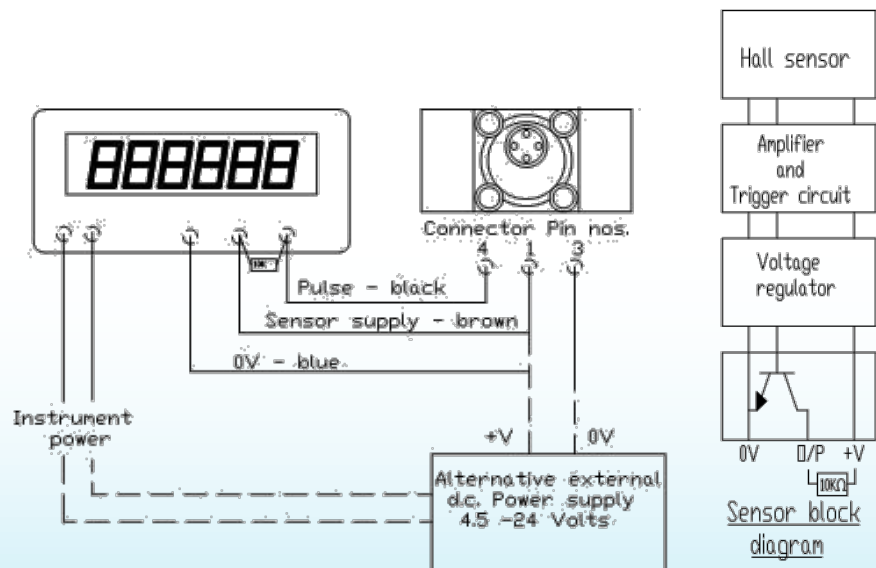 888888
10K
Connector Pin nos.
4 1 3
Pulse - black
Sensor supply - brown
0V - blue
Instrument
power
+V 0V
Alternative external
d.c. Power supply
4.5 -24 Volts
Hall sensor
Amplifier
and
Trigger circuit
Voltage
regulator
0V O/P +V
10KΩ
Sensor block
diagram